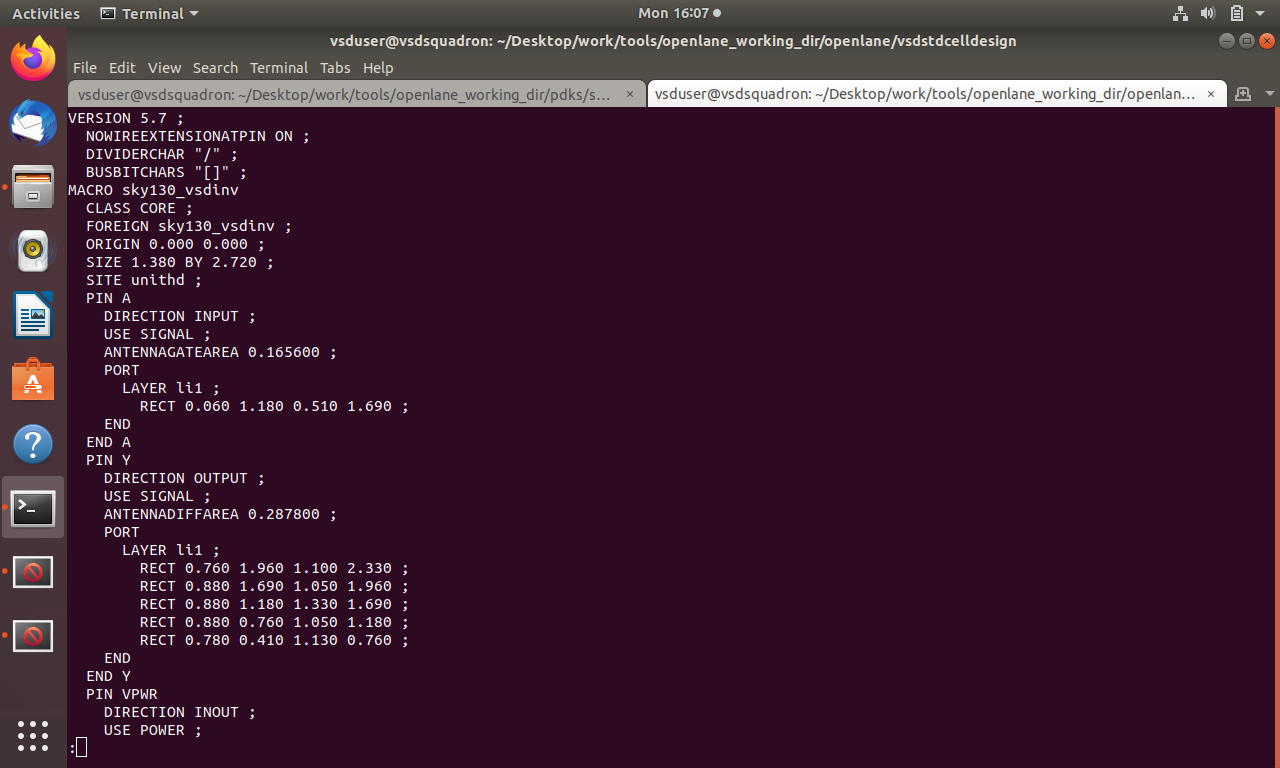 Activities Terminal Mon 16:07
vsduser@vsdsquadron: ~/Desktop/work/tools/openlane_working_dir/openlane/vsdstdcelldesign
File Edit View Search Terminal Tabs Help
vsduser@vsdsquadron: ~/Desktop/work/tools/openlane_working_dir/pdks/s... × vsduser@vsdsquadron: ~/Desktop/work/tools/openlane_working_dir/openlan... ×
VERSION 5.7 ;
  NOWIREEXTENSIONATPIN ON ;
  DIVIDERCHAR "/" ;
  BUSBITCHARS "[]" ;
MACRO sky130_vsdinv
  CLASS CORE ;
  FOREIGN sky130_vsdinv ;
  ORIGIN 0.000 0.000 ;
  SIZE 1.380 BY 2.720 ;
  SITE unithd ;
  PIN A
    DIRECTION INPUT ;
    USE SIGNAL ;
    ANTENNAGATEAREA 0.165600 ;
    PORT
      LAYER li1 ;
        RECT 0.060 1.180 0.510 1.690 ;
    END
  END A
  PIN Y
    DIRECTION OUTPUT ;
    USE SIGNAL ;
    ANTENNADIFFAREA 0.287800 ;
    PORT
      LAYER li1 ;
        RECT 0.760 1.960 1.100 2.330 ;
        RECT 0.880 1.690 1.050 1.960 ;
        RECT 0.880 1.180 1.330 1.690 ;
        RECT 0.880 0.760 1.050 1.180 ;
        RECT 0.780 0.410 1.130 0.760 ;
    END
  END Y
  PIN VPWR
    DIRECTION INOUT ;
    USE POWER ;
: